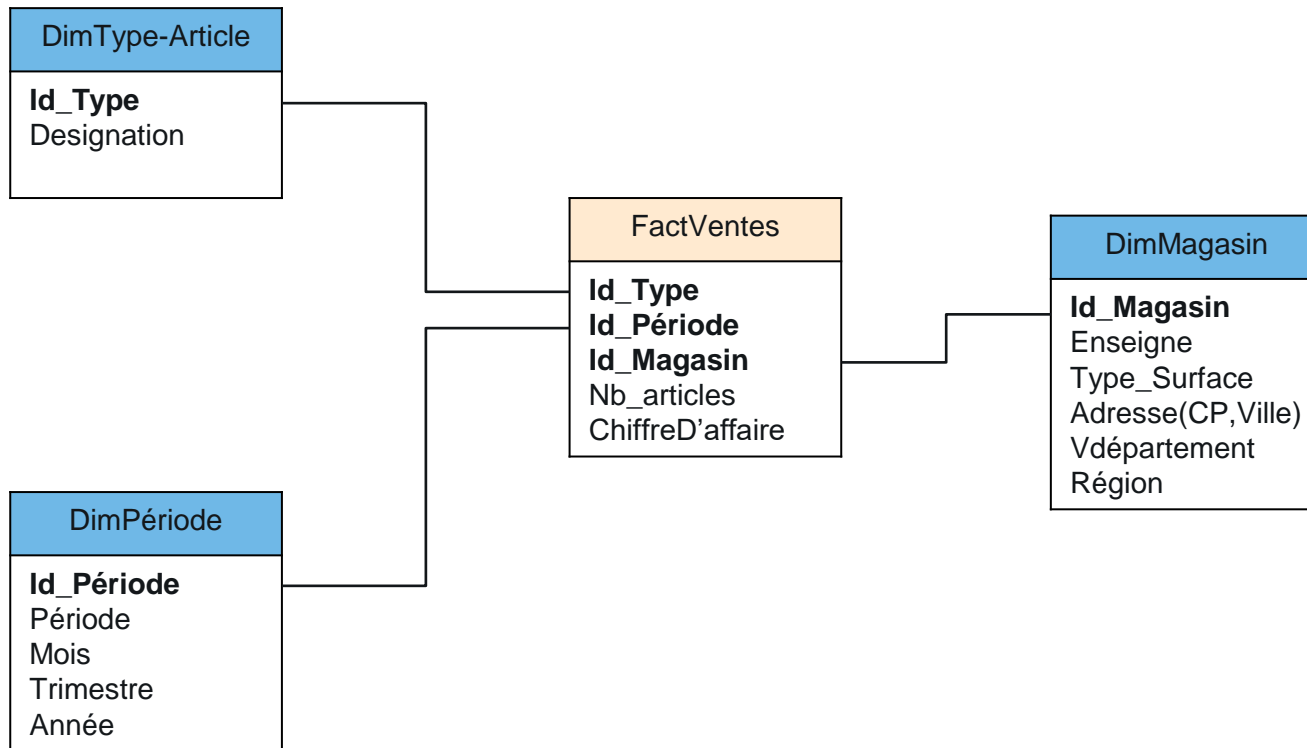 DimType-Article
Id_Type
Designation
FactVentes
Id_Type
Id_Période
Id_Magasin
Nb_articles
ChiffreD’affaire
DimMagasin
Id_Magasin
Enseigne
Type_Surface
Adresse(CP,Ville)
Vdépartement
Région
DimPériode
Id_Période
Période
Mois
Trimestre
Année